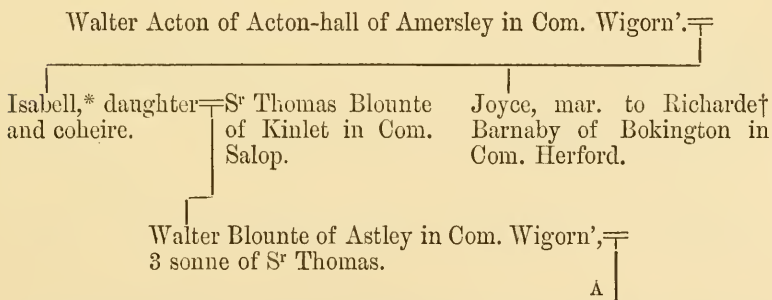 Walter Acton of Acton-hall of Amersley in Com. Wigorn'.
Isabell,* daughter
and coheire.
Sʳ Thomas Blounte
of Kinlet in Com.
Salop.
Joyce, mar. to Richarde†
Barnaby of Bokington in
Com. Herford.
Walter Blounte of Astley in Com. Wigorn',
3 sonne of Sʳ Thomas.
A